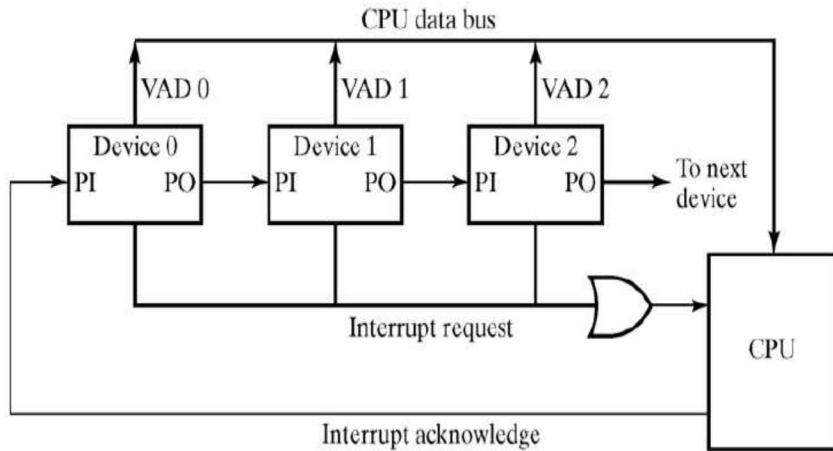 CPU data bus
VAD 0
VAD 1
VAD 2
Device 0
PI
PO
Device 1
PI
PO
Device 2
PI
PO
To next
device
Interrupt request
CPU
Interrupt acknowledge